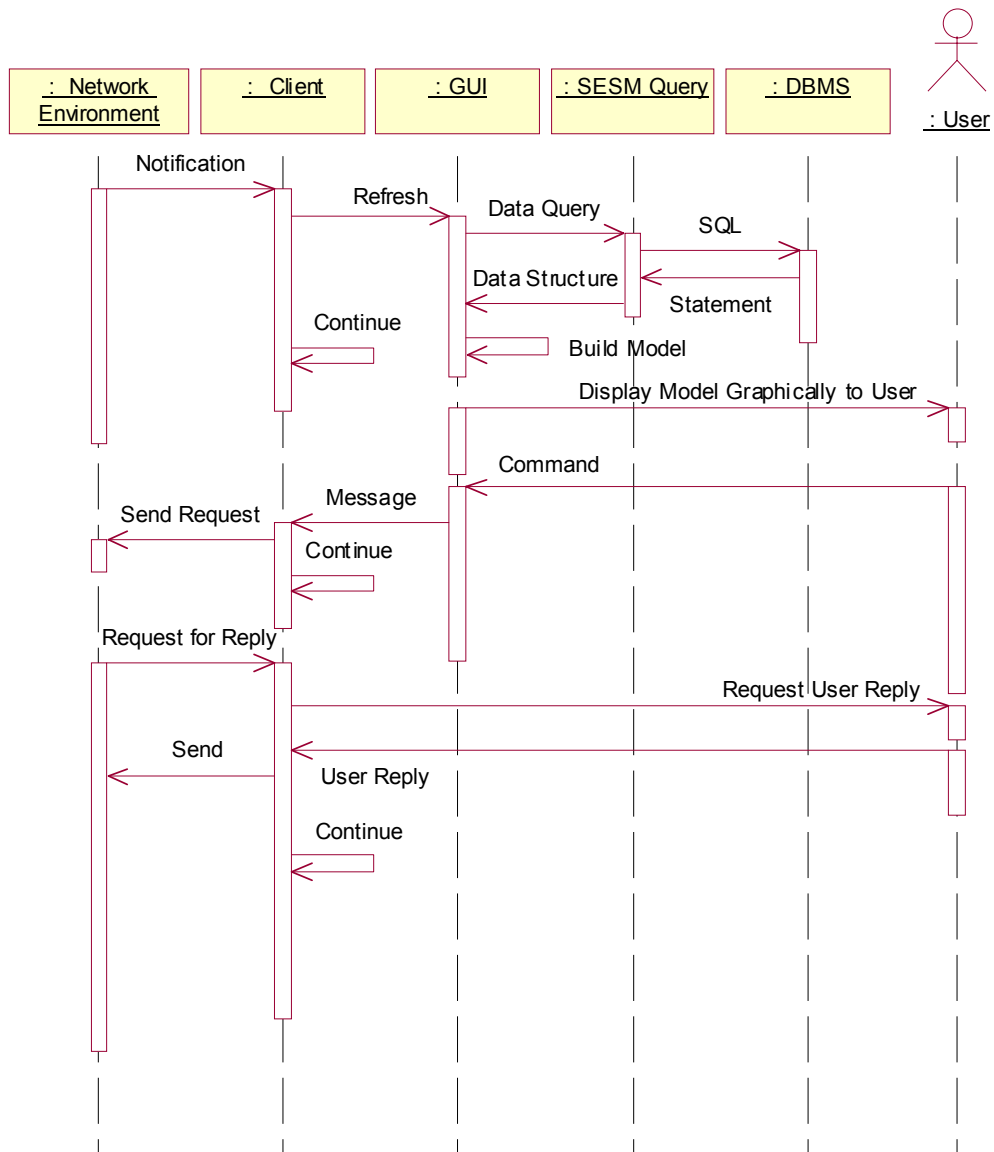 : Network
Environment
: Client
: GUI
: SESM Query
: DBMS
: User
Notification
Refresh
Data Query
SQL
Data Structure
Statement
Continue
Build Model
Display Model Graphically to User
Command
Message
Send Request
Continue
Request for Reply
Request User Reply
Send
User Reply
Continue